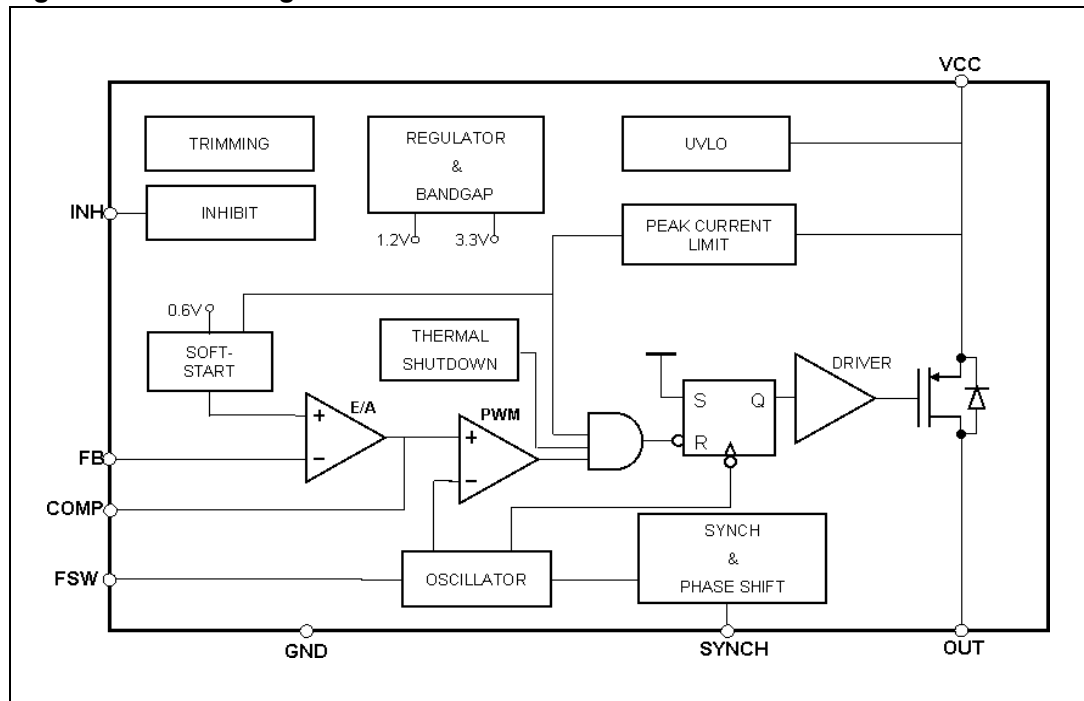 VCC
TRIMMING
REGULATOR
&
BANDGAP
UVLO
INH
INHIBIT
1.2V
3.3V
PEAK CURRENT
LIMIT
0.6V
SOFT-
START
THERMAL
SHUTDOWN
DRIVER
S
Q
R
E/A
+
−
PWM
+
−
FB
COMP
FSW
OSCILLATOR
SYNCH
&
PHASE SHIFT
GND
SYNCH
OUT